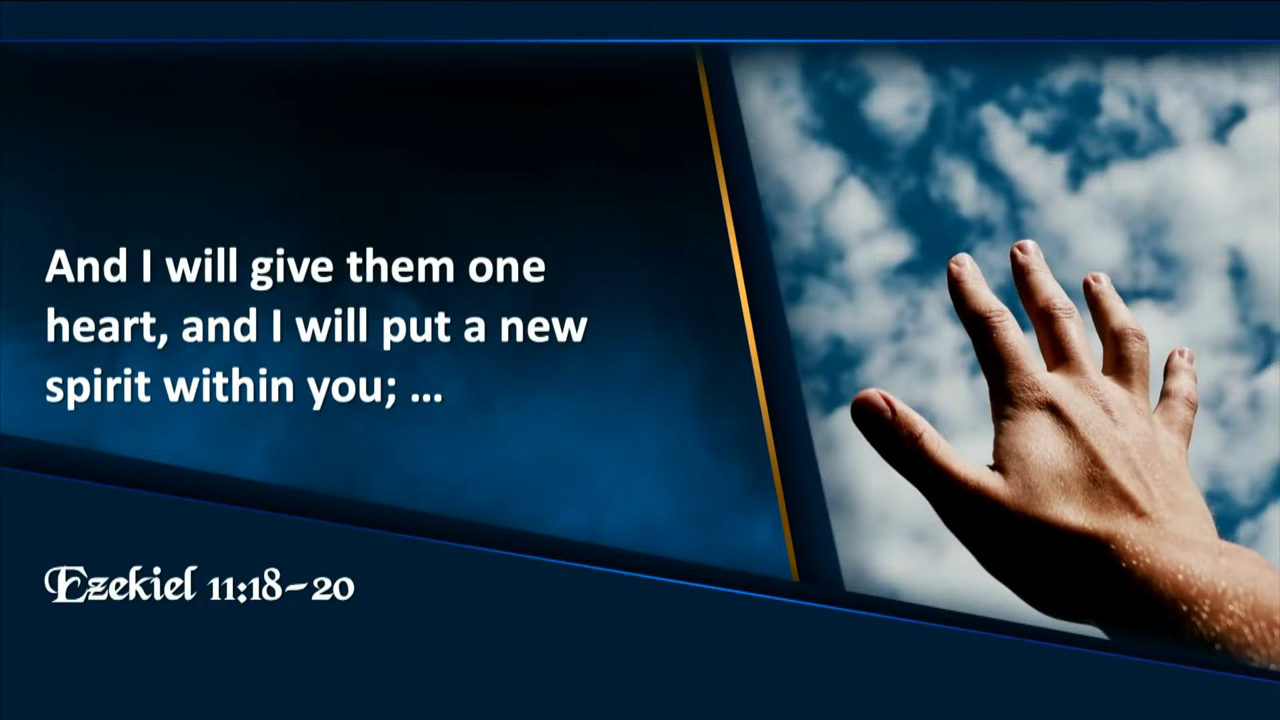 And I will give them one
heart, and I will put a new
spirit within you; ...
Ezekiel 11:18-20